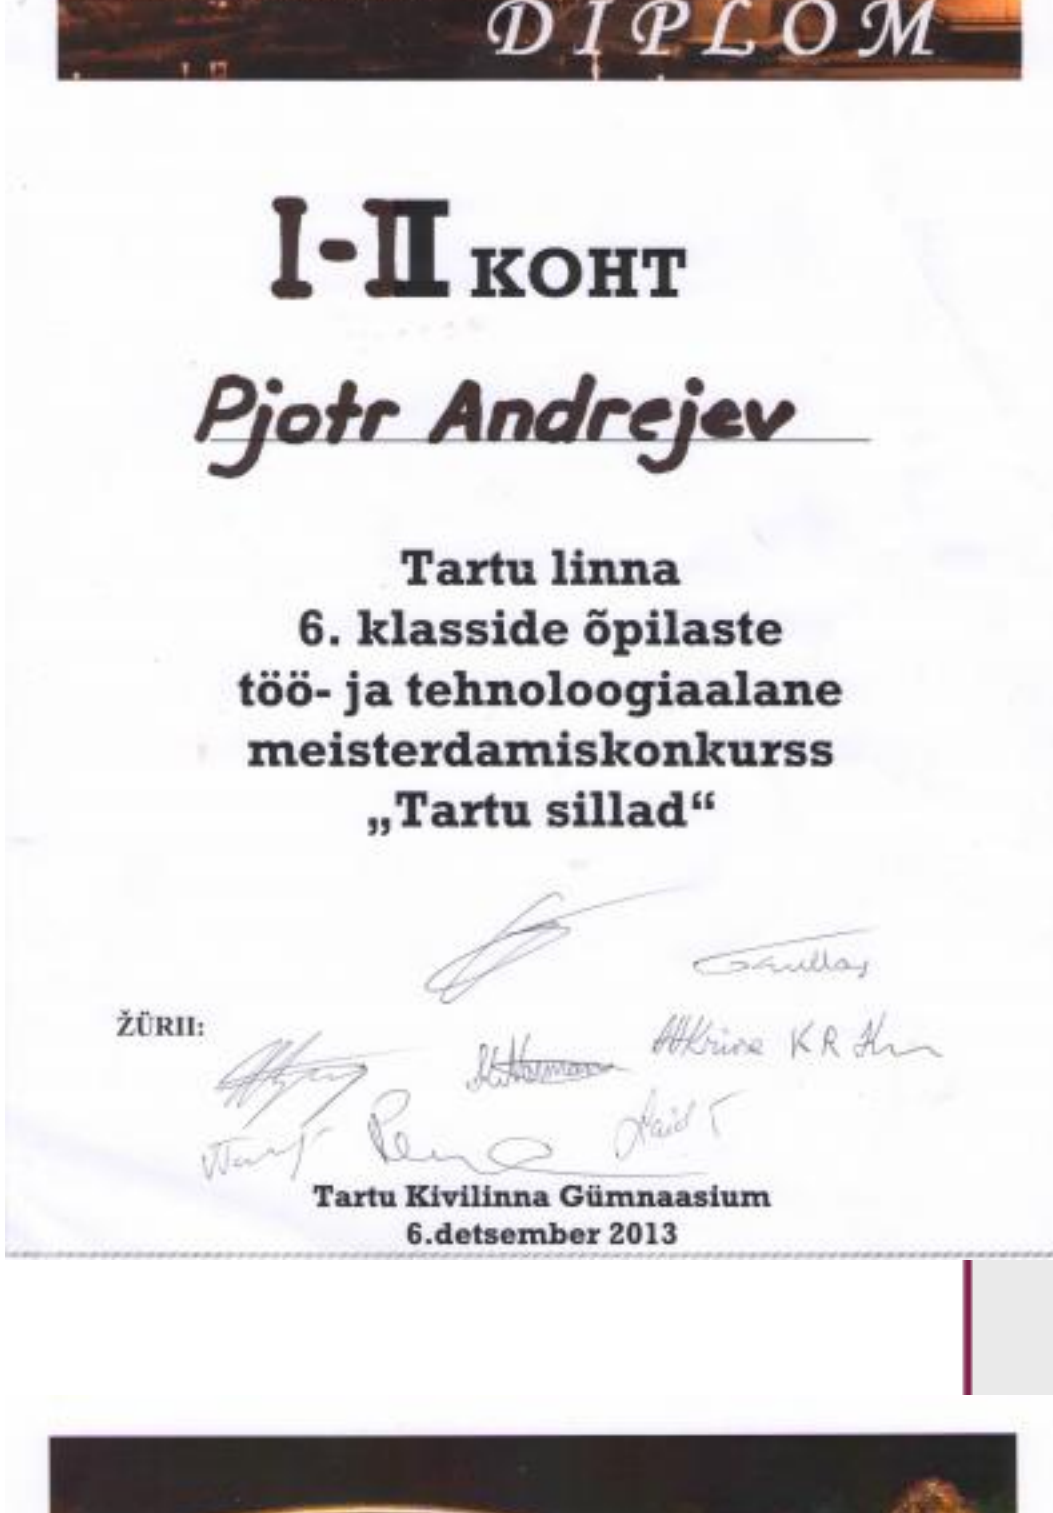 DIPLOM
I-II KOHT
Pjotr Andrejev
Tartu linna
6. klasside õpilaste
töö- ja tehnoloogiaalane
meisterdamiskonkurss
„Tartu sillad“
ŽÜRII:
Tartu Kivilinna Gümnaasium
6.detsember 2013